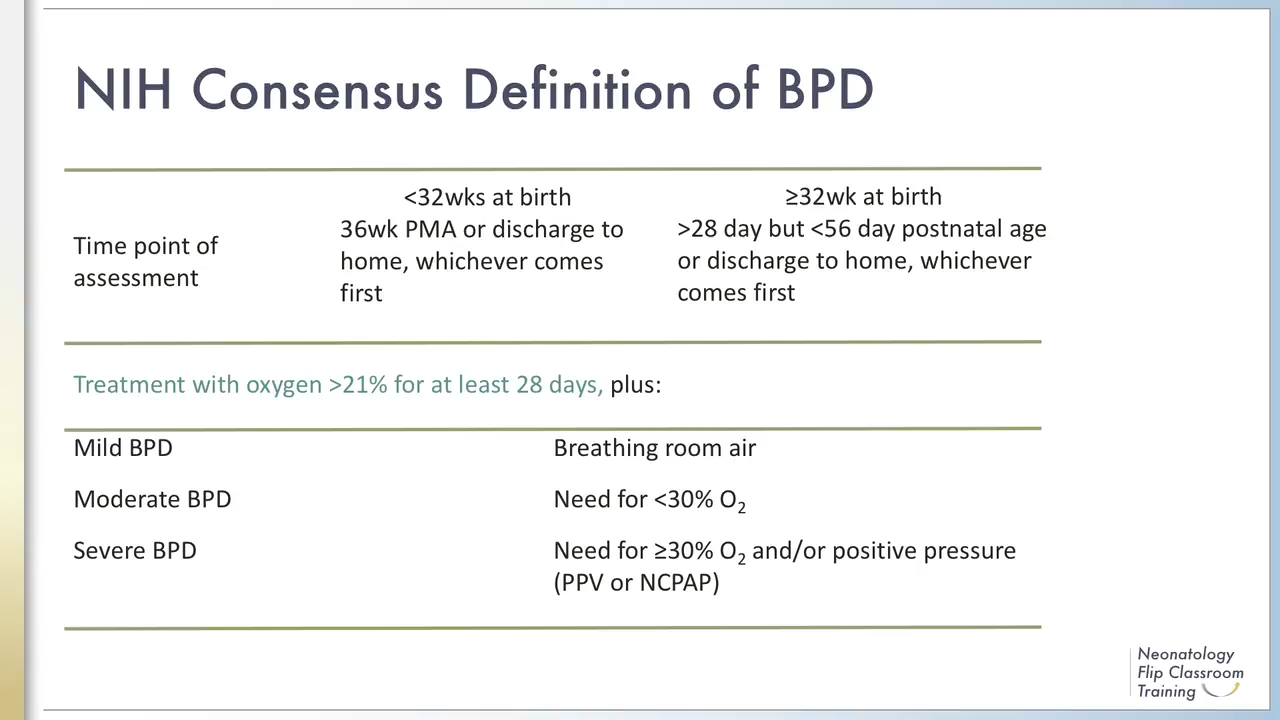 NIH Consensus Definition of BPD
Time point of
assessment
<32wks at birth
36wk PMA or discharge to
home, whichever comes
first
≥32wk at birth
>28 day but <56 day postnatal age
or discharge to home, whichever
comes first
Treatment with oxygen >21% for at least 28 days, plus:
Mild BPD Breathing room air
Moderate BPD Need for <30% O₂
Severe BPD Need for ≥30% O₂ and/or positive pressure
(PPV or NCPAP)
Neonatology
Flip Classroom
Training